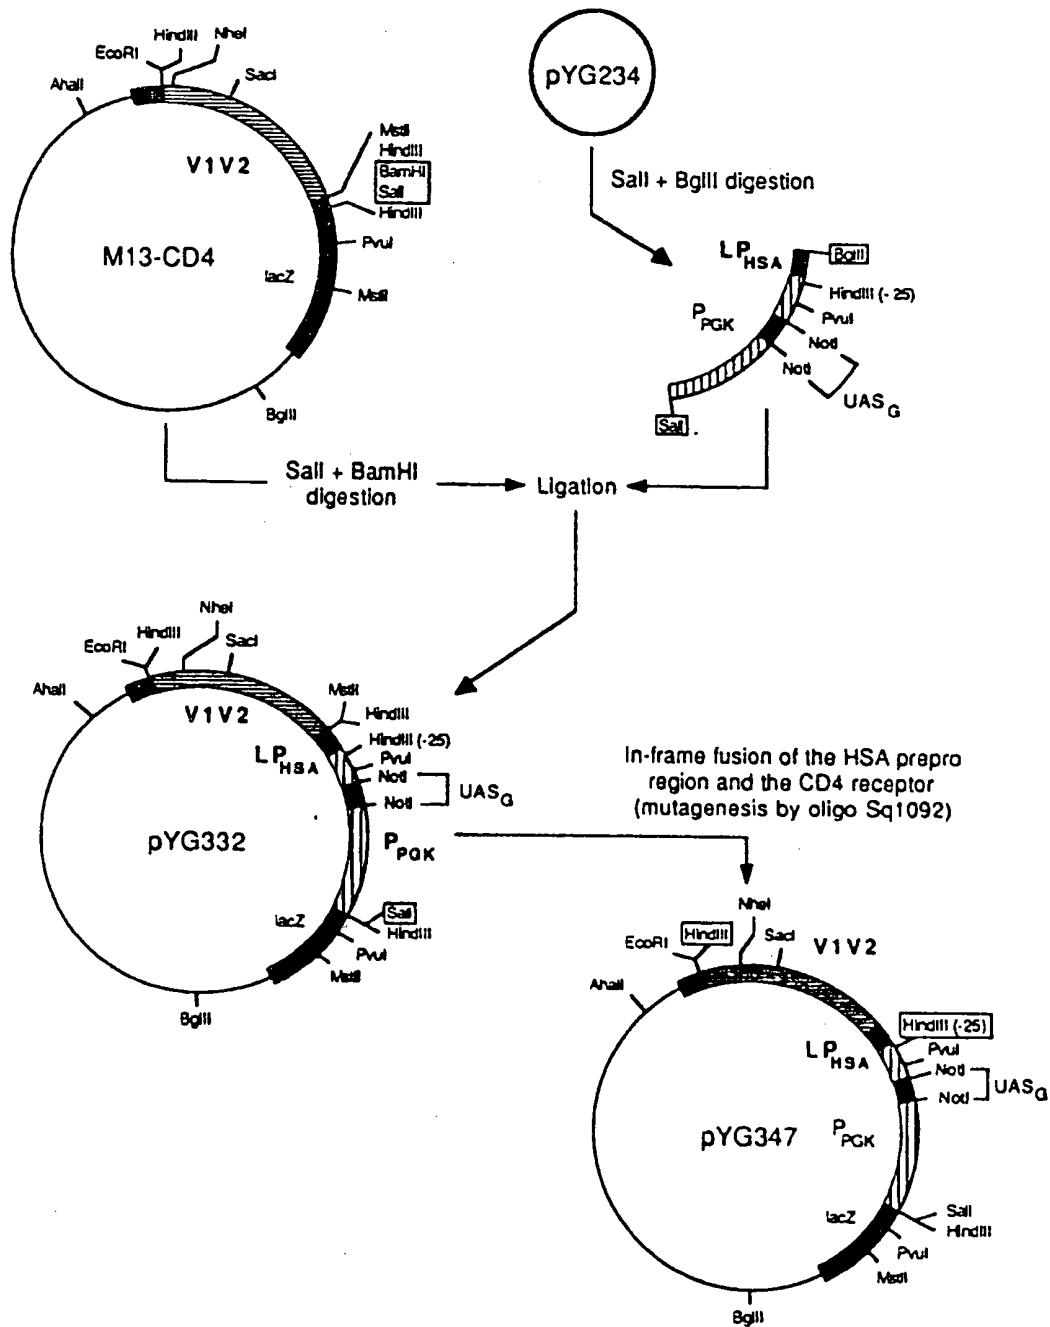 HindIII
NheI
EcoRI
SacI
AhaII
MstII
HindIII
BamHI
SalI
HindIII
V1V2
M13-CD4
PvuI
lacZ
MstII
BglII
pYG234
SalI + BglII digestion
LP HSA
BglII
HindIII (-25)
P PGK
PvuI
NotI
NotI
UAS G
SalI
SalI + BamHI
digestion
Ligation
NheI
HindIII
SacI
EcoRI
AhaII
MstII
V1V2
HindIII
LP HSA
HindIII (-25)
PvuI
NotI
UAS G
NotI
pYG332
P PGK
lacZ
SalI
HindIII
PvuI
MstII
BglII
In-frame fusion of the HSA prepro
region and the CD4 receptor
(mutagenesis by oligo Sq1092)
NheI
HindIII
EcoRI
SacI
V1V2
AhaII
HindIII (-25)
LP HSA
PvuI
NotI
UAS G
NotI
pYG347
P PGK
lacZ
SalI
HindIII
PvuI
MstII
BglII